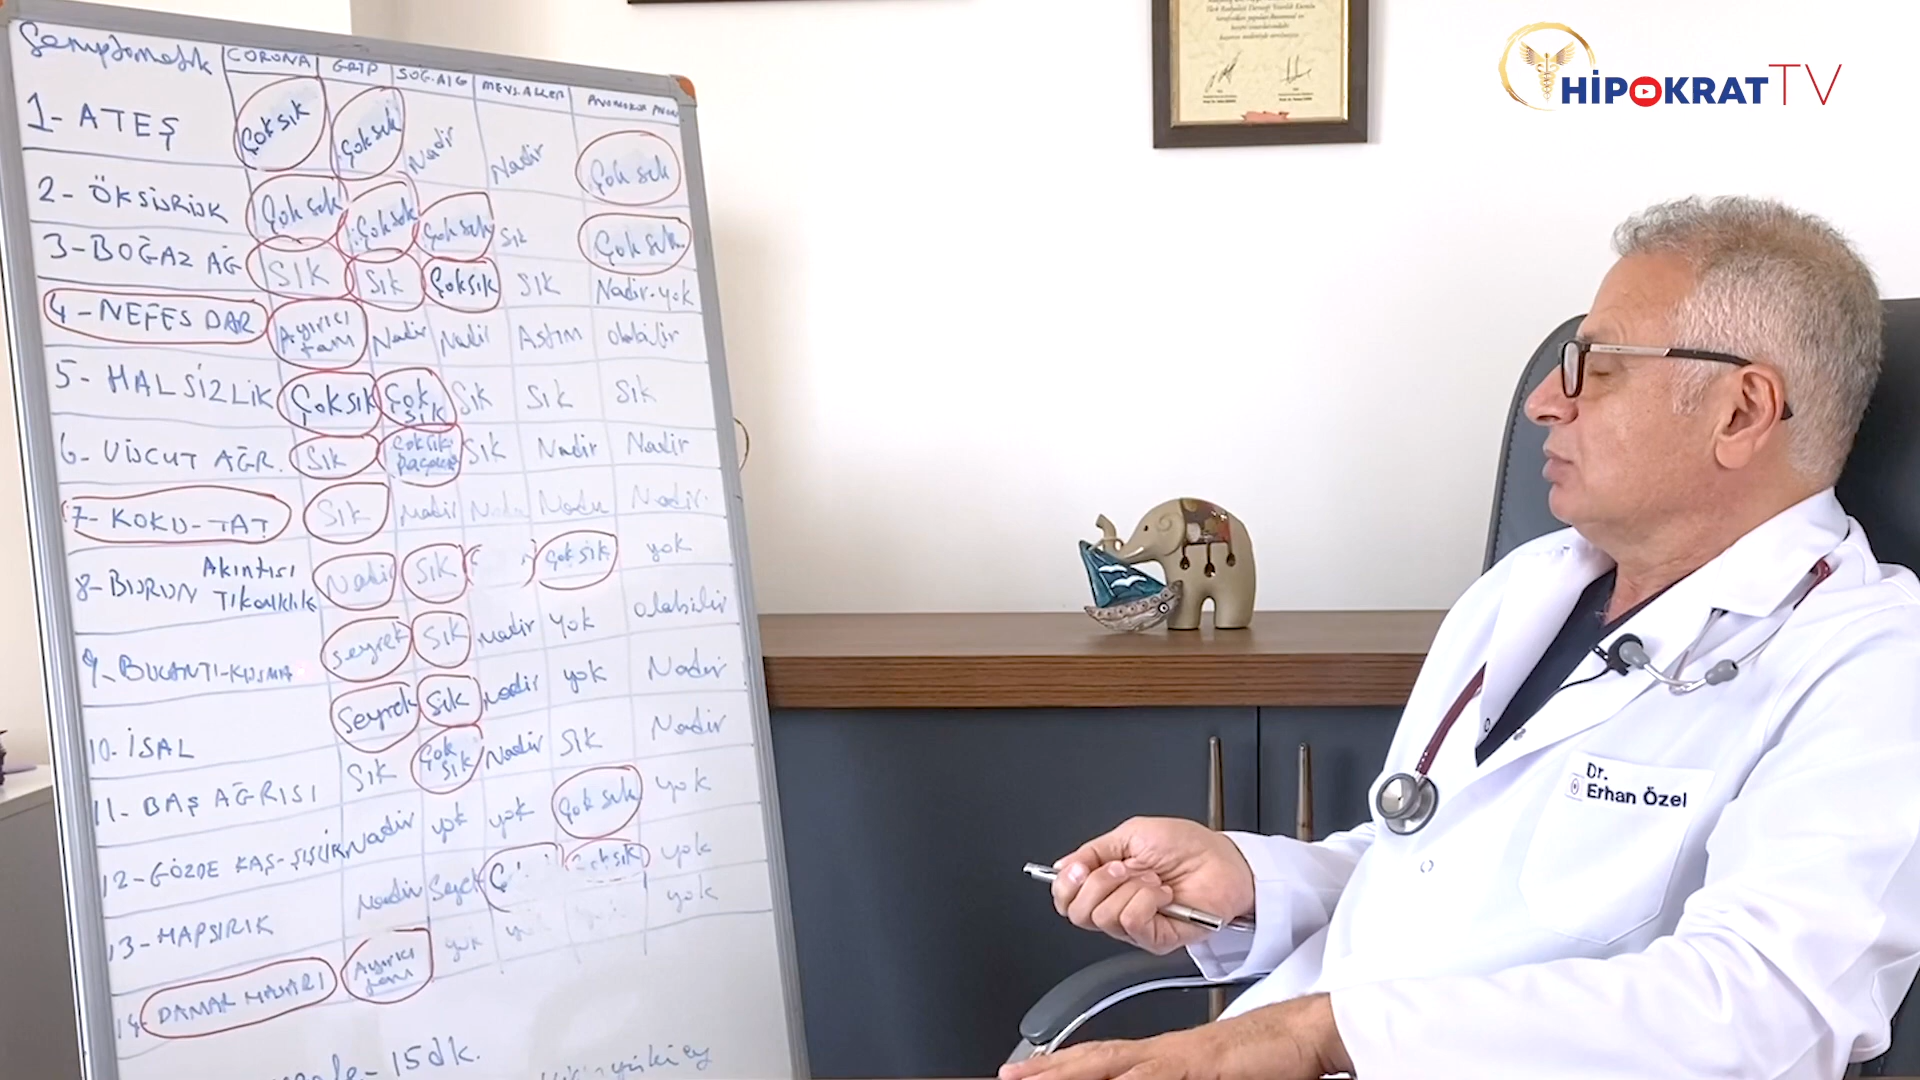 Semptomatik CORONA GRİP SOĞ.ALG MEVS.ALLER
1- ATEŞ Çok sık Çok sık Nadir Nadir Çok sık
2- ÖKSÜRÜK Çok sık Çok sık Çok sık Sık Çok sık
3- BOĞAZ AĞ SIK Sık Çok sık SIK Nadir-yok
4- NEFES DAR. Ayırıcı tanı Nadir Nadir Astım olabilir
5- HALSİZLİK Çok sık Çok sık Sık Sık Sık
6- VÜCUT AĞR. Sık Çok sık Sık Nadir Nadir
7- KOKU-TAT Sık Nadir Nadir Nadir
8- BURUN Akıntısı Tıkanıklık Nadir Sık Çok sık yok
9- BULANTI-KUSMA Seyrek Sık Nadir Yok olabilir
10- İSAL Seyrek Sık Nadir yok Nadir
11- BAŞ AĞRISI Sık Çok sık Nadir Sık Nadir
12- GÖZDE KAŞ-ŞİŞLİK Nadir yok yok Çok sık yok
13- HAPŞIRIK Nadir Seyrek Çok sık yok
14- DAMAR HASARI Ayırıcı tanı yok yok
15 dk.
HİPOKRAT TV
Dr.
Erhan Özel